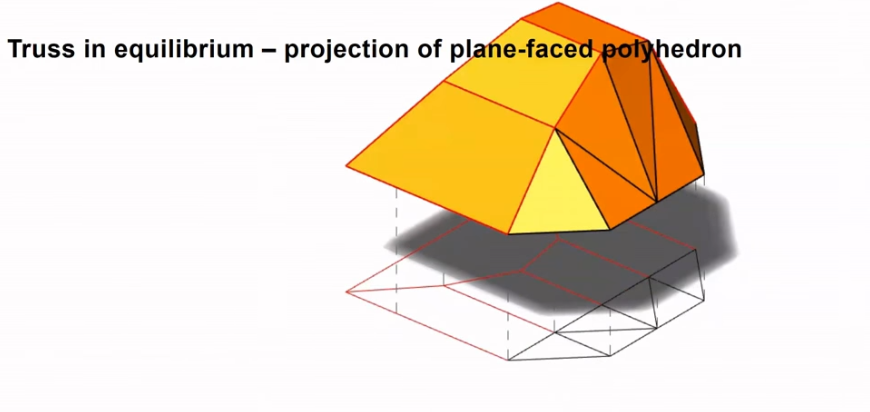 Truss in equilibrium – projection of plane-faced polyhedron